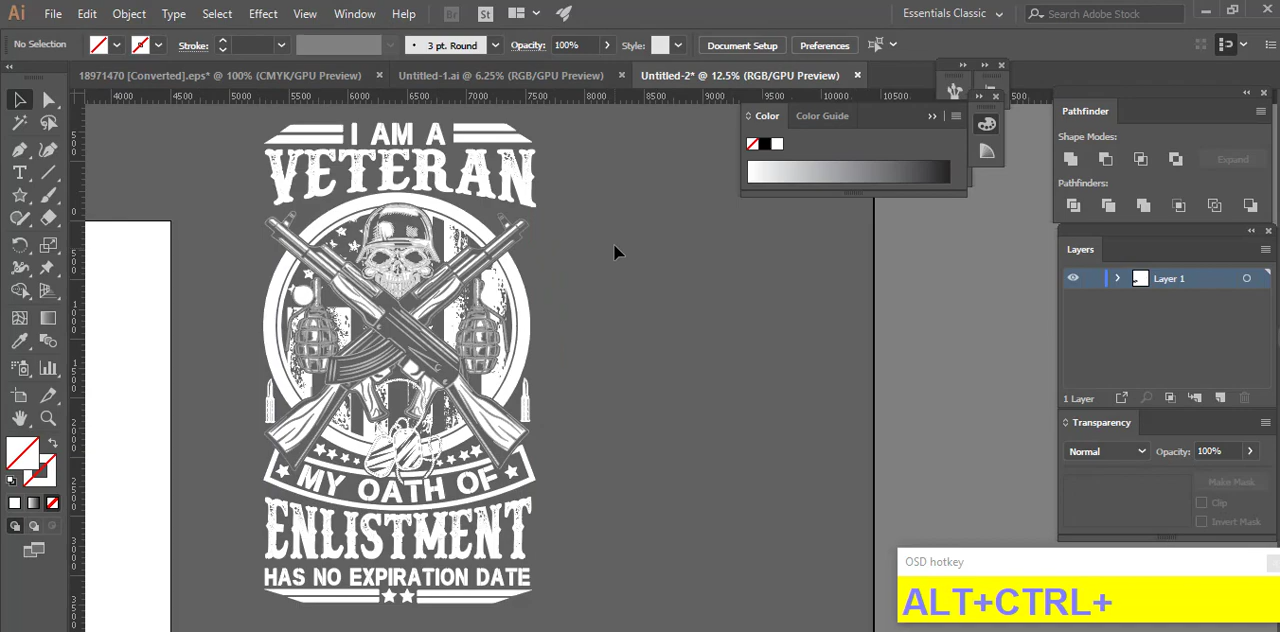 Ai File Edit Object Type Select Effect View Window Help Br St Essentials Classic Search Adobe Stock
No Selection Stroke: 3 pt. Round Opacity: 100% Style: Document Setup Preferences
18971470 [Converted].eps* @ 100% (CMYK/GPU Preview) × Untitled-1.ai @ 6.25% (RGB/GPU Preview) × Untitled-2* @ 12.5% (RGB/GPU Preview) ×
4000 4500 5000 5500 6000 6500 7000 7500 8000 8500 9000 9500 10000 10500
Color Color Guide
Pathfinder
Shape Modes:
Expand
Pathfinders:
Layers
Layer 1
1 Layer
Transparency
Normal Opacity: 100%
Make Mask
Clip
Invert Mask
I AM A
VETERAN
MY OATH OF
ENLISTMENT
HAS NO EXPIRATION DATE
OSD hotkey
ALT+CTRL+